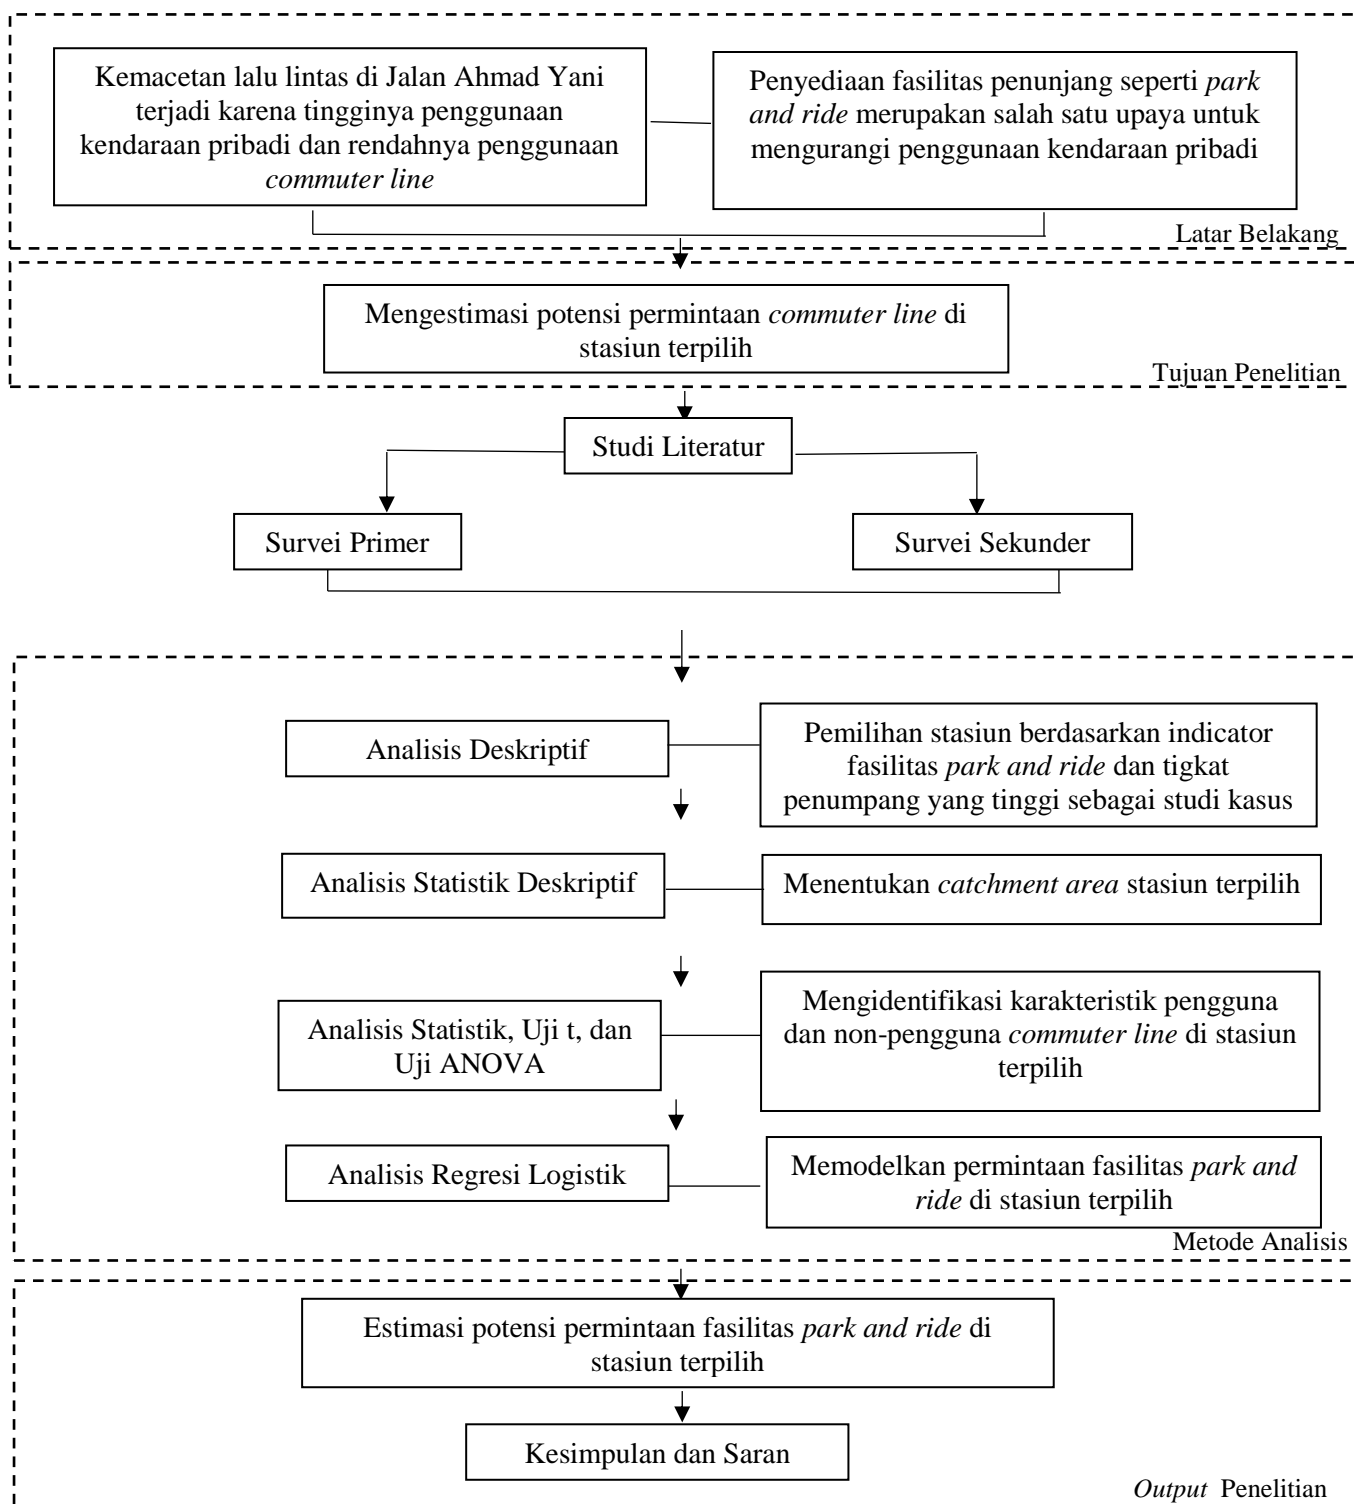 Kemacetan lalu lintas di Jalan Ahmad Yani
terjadi karena tingginya penggunaan
kendaraan pribadi dan rendahnya penggunaan
commuter line
Penyediaan fasilitas penunjang seperti park
and ride merupakan salah satu upaya untuk
mengurangi penggunaan kendaraan pribadi
Latar Belakang
Mengestimasi potensi permintaan commuter line di
stasiun terpilih
Tujuan Penelitian
Studi Literatur
Survei Primer
Survei Sekunder
Analisis Deskriptif
Pemilihan stasiun berdasarkan indicator
fasilitas park and ride dan tigkat
penumpang yang tinggi sebagai studi kasus
Analisis Statistik Deskriptif
Menentukan catchment area stasiun terpilih
Analisis Statistik, Uji t, dan
Uji ANOVA
Mengidentifikasi karakteristik pengguna
dan non-pengguna commuter line di stasiun
terpilih
Analisis Regresi Logistik
Memodelkan permintaan fasilitas park and
ride di stasiun terpilih
Metode Analisis
Estimasi potensi permintaan fasilitas park and ride di
stasiun terpilih
Kesimpulan dan Saran
Output Penelitian